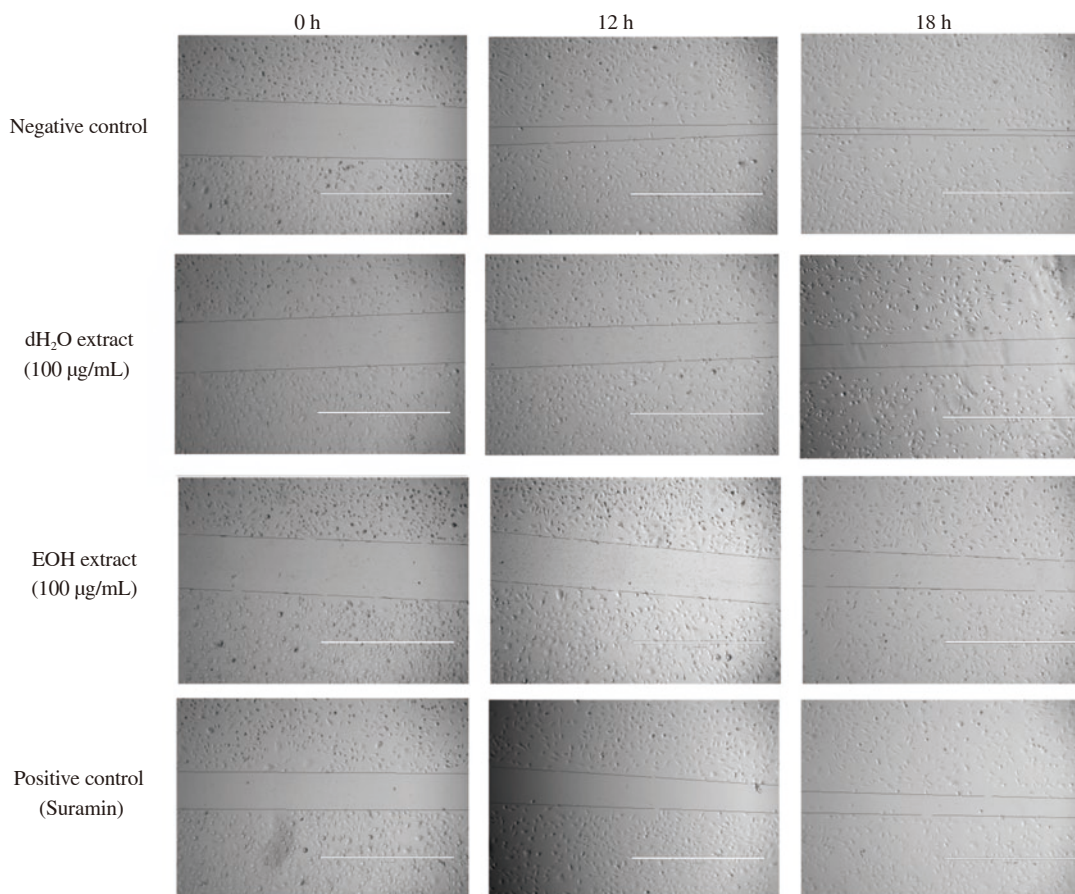 0 h 12 h 18 h
Negative control
dH₂O extract
(100 μg/mL)
EOH extract
(100 μg/mL)
Positive control
(Suramin)